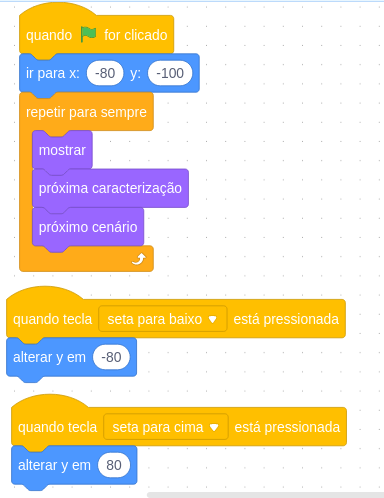 quando for clicado
ir para x: -80 y: -100
repetir para sempre
mostrar
próxima caracterização
próximo cenário
quando tecla seta para baixo está pressionada
alterar y em -80
quando tecla seta para cima está pressionada
alterar y em 80